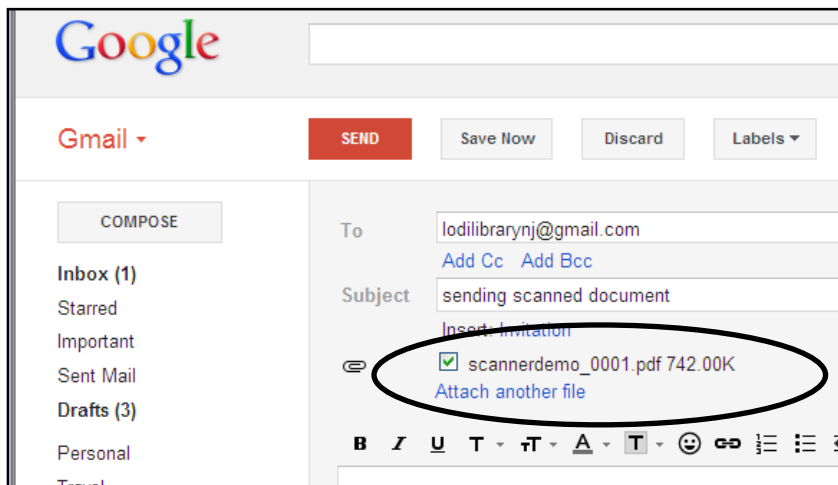 Google
Gmail
SEND Save Now Discard Labels
COMPOSE
To lodilibrarynj@gmail.com
Add Cc Add Bcc
Inbox (1)
Subject sending scanned document
Starred
Insert: Invitation
Important
scannerdemo_0001.pdf 742.00K
Sent Mail
Attach another file
Drafts (3)
B I U T TT A T
Personal
Travel